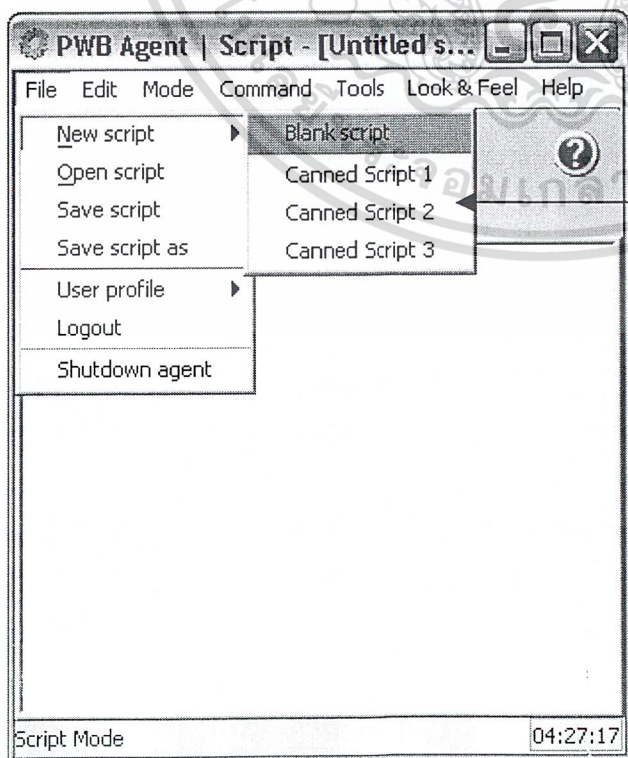 PWB Agent | Script - [Untitled s...
File Edit Mode Command Tools Look & Feel Help
New script
Open script
Save script
Save script as
User profile
Logout
Shutdown agent
Blank script
Canned Script 1
Canned Script 2
Canned Script 3
?
Script Mode
04:27:17